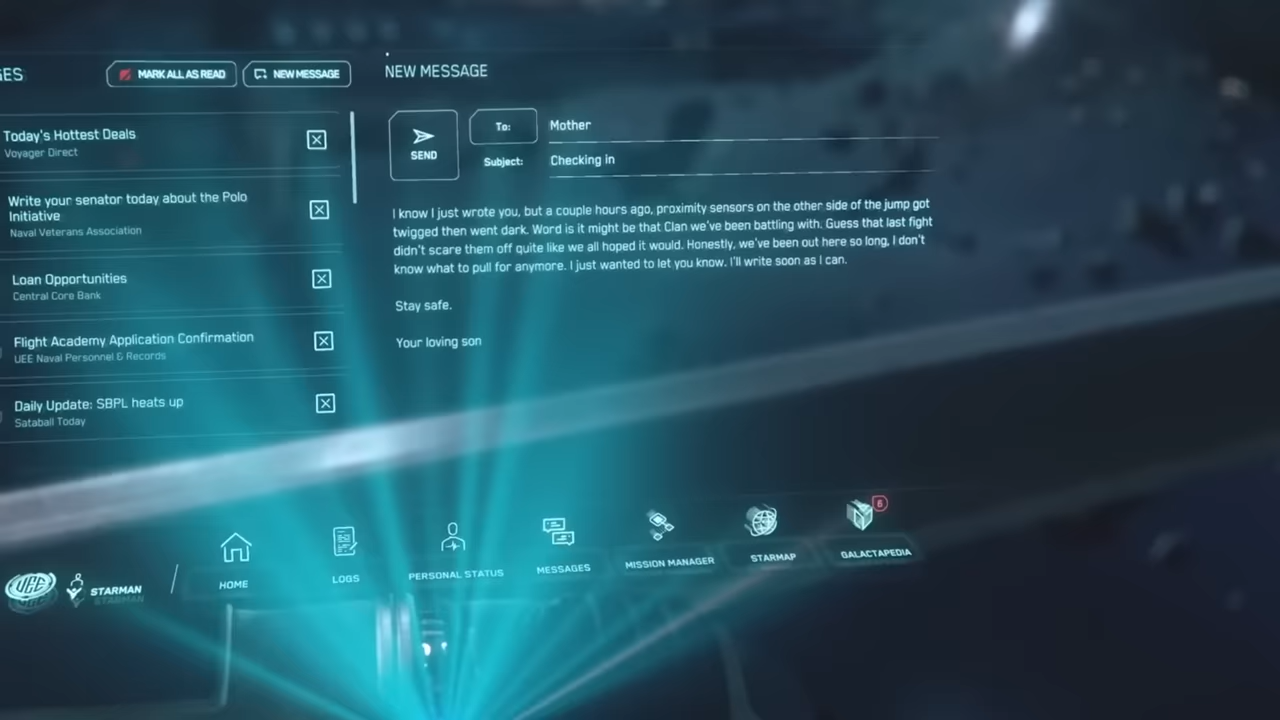 GES
MARK ALL AS READ
NEW MESSAGE
Today's Hottest Deals
Voyager Direct
Write your senator today about the Polo
Initiative
Naval Veterans Association
Loan Opportunities
Central Core Bank
Flight Academy Application Confirmation
UEE Naval Personnel & Records
Daily Update: SBPL heats up
Sataball Today
NEW MESSAGE
SEND
To:
Mother
Subject:
Checking in
I know I just wrote you, but a couple hours ago, proximity sensors on the other side of the jump got
twigged then went dark. Word is it might be that Clan we've been battling with. Guess that last fight
didn't scare them off quite like we all hoped it would. Honestly, we've been out here so long, I don't
know what to pull for anymore. I just wanted to let you know. I'll write soon as I can.
Stay safe.
Your loving son
UEE
STARMAN
HOME
LOGS
PERSONAL STATUS
MESSAGES
MISSION MANAGER
STARMAP
6
GALACTAPEDIA